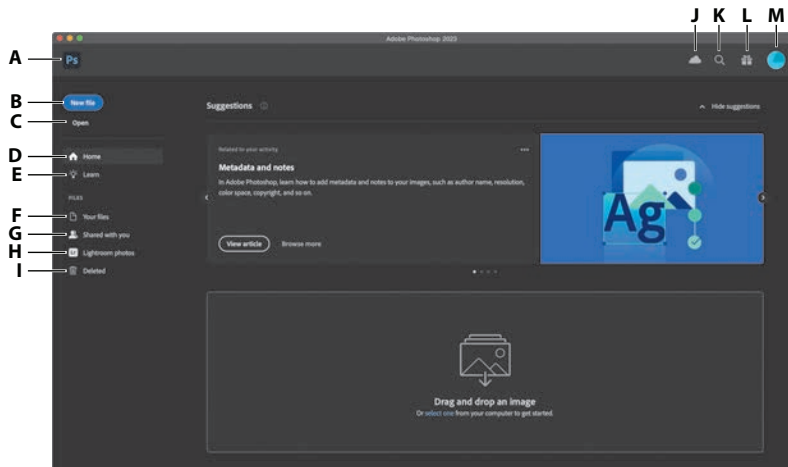 J K L M
Adobe Photoshop 2023
A Ps
B New file
Suggestions
Hide suggestions
C Open
D Home
E Learn
Related to your activity
Metadata and notes
In Adobe Photoshop, learn how to add metadata and notes to your images, such as author name, resolution,
color space, copyright, and so on.
Ag
FILES
F Your files
G Shared with you
H Lightroom photos
I Deleted
View article Browse more
Drag and drop an image
Or select one from your computer to get started.